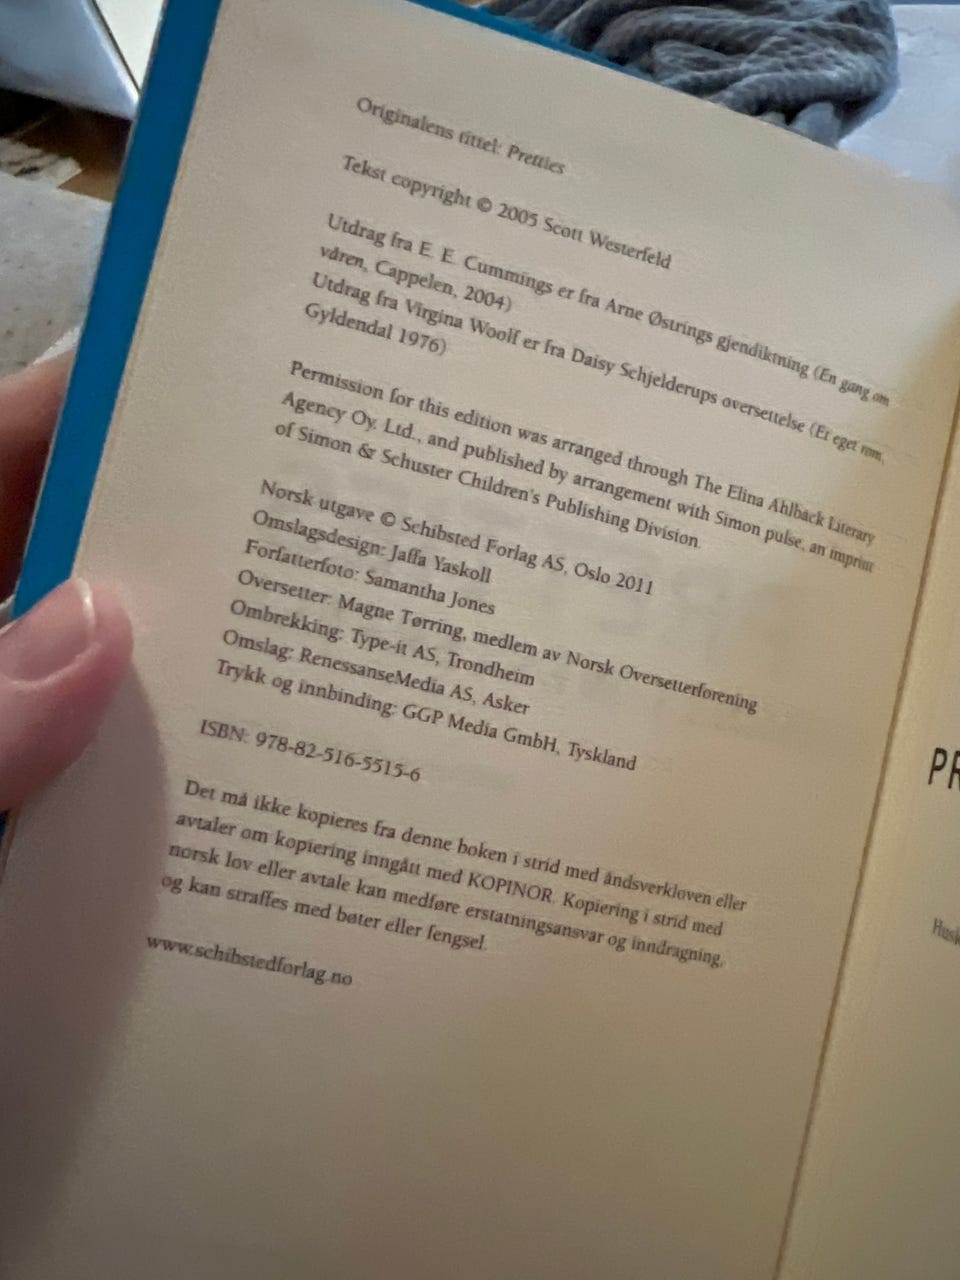 Originalens tittel: Pretties
Tekst copyright © 2005 Scott Westerfeld
Utdrag fra E. E. Cummings er fra Arne Østrings gjendiktning (En gang om
våren, Cappelen, 2004)
Utdrag fra Virgina Woolf er fra Daisy Schjelderups oversettelse (Et eget rom,
Gyldendal 1976)
Permission for this edition was arranged through The Elina Ahlbäck Literary
Agency Oy. Ltd., and published by arrangement with Simon pulse, an imprint
of Simon & Schuster Children's Publishing Division.
Norsk utgave © Schibsted Forlag AS, Oslo 2011
Omslagsdesign: Jaffa Yaskoll
Forfatterfoto: Samantha Jones
Oversetter: Magne Tørring, medlem av Norsk Oversetterforening
Ombrekking: Type-it AS, Trondheim
Omslag: RenessanseMedia AS, Asker
Trykk og innbinding: GGP Media GmbH, Tyskland
ISBN: 978-82-516-5515-6
Det må ikke kopieres fra denne boken i strid med åndsverkloven eller
avtaler om kopiering inngått med KOPINOR. Kopiering i strid med
norsk lov eller avtale kan medføre erstatningsansvar og inndragning,
og kan straffes med bøter eller fengsel.
www.schibstedforlag.no
PR